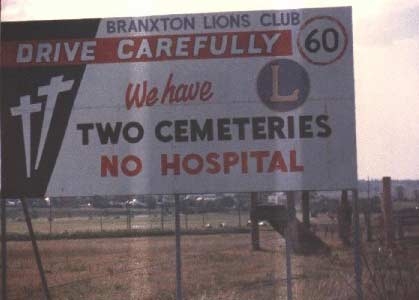 BRANXTON LIONS CLUB
DRIVE CAREFULLY
60
We have
L
TWO CEMETERIES
NO HOSPITAL